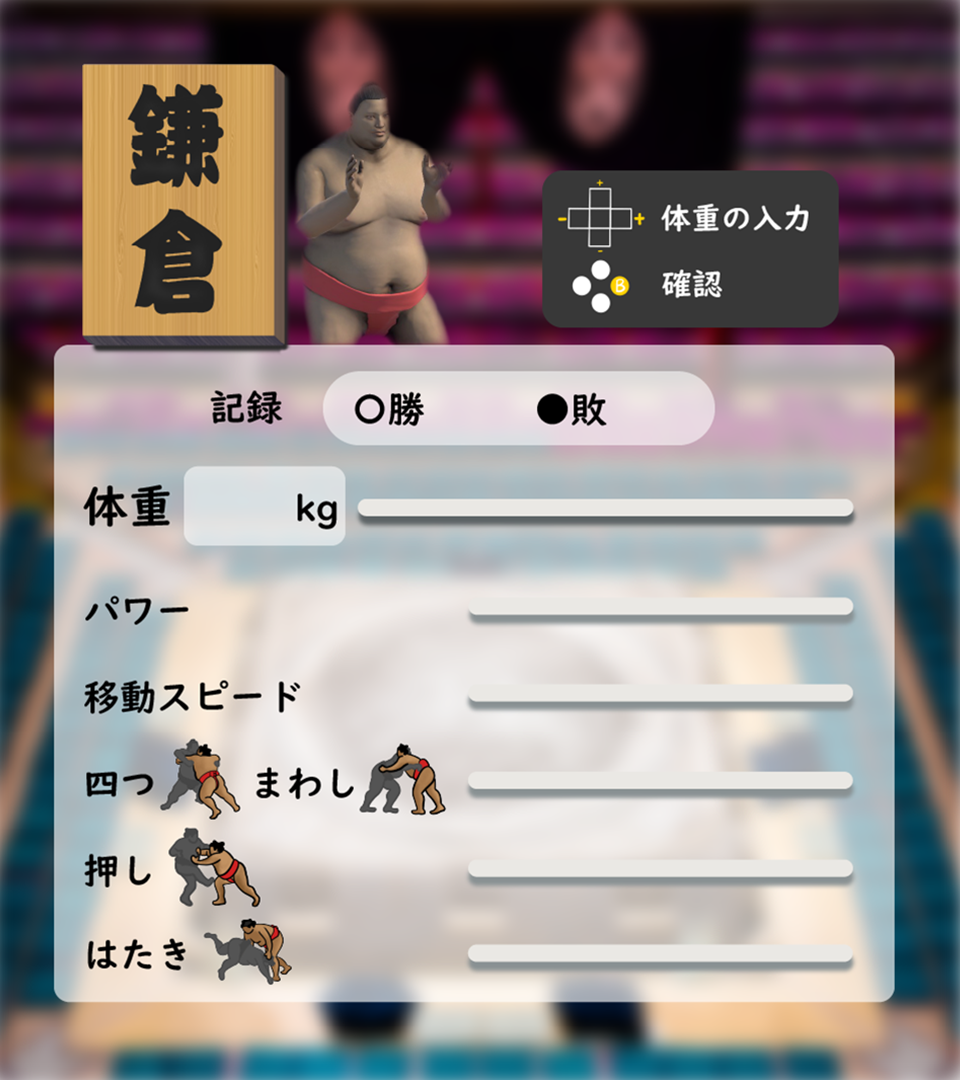 鎌倉
体重の入力
B 確認
記録 ○勝 ●敗
体重 kg
パワー
移動スピード
四つ まわし
押し
はたき